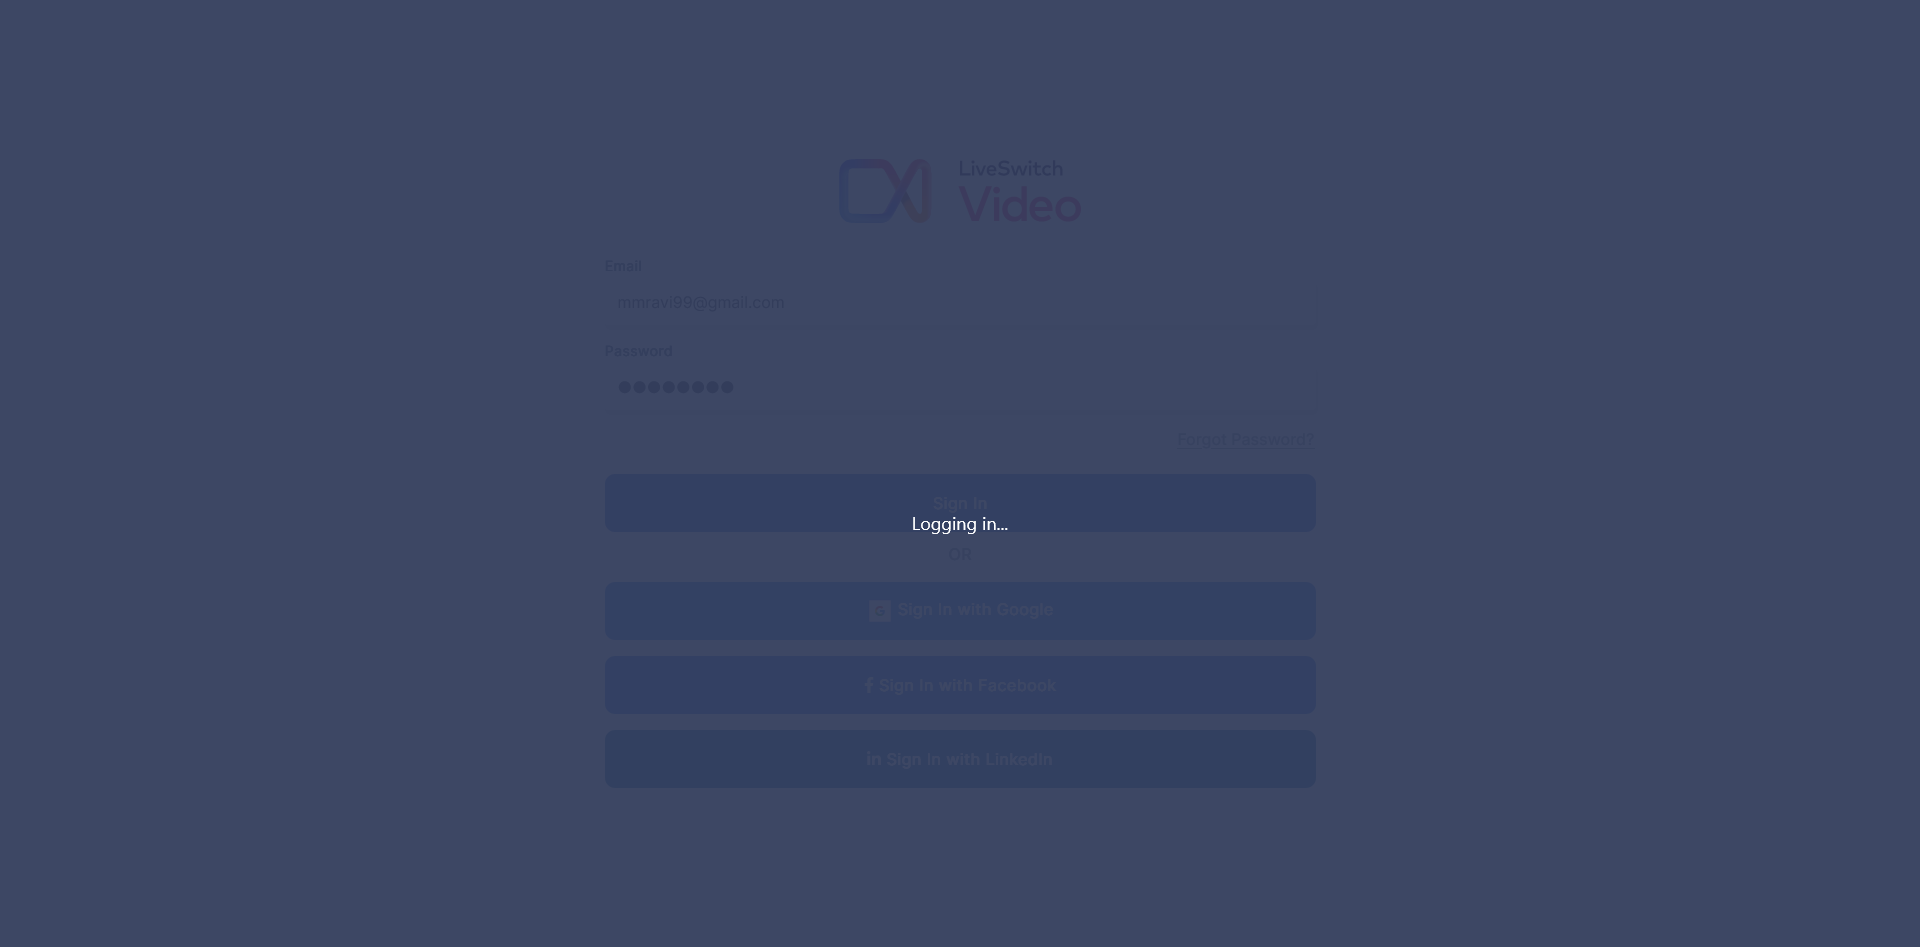 LiveSwitch
Video
Email
mmravi99@gmail.com
Password
Forgot Password?
Sign In
Logging in...
OR
G Sign In with Google
f Sign In with Facebook
in Sign In with LinkedIn